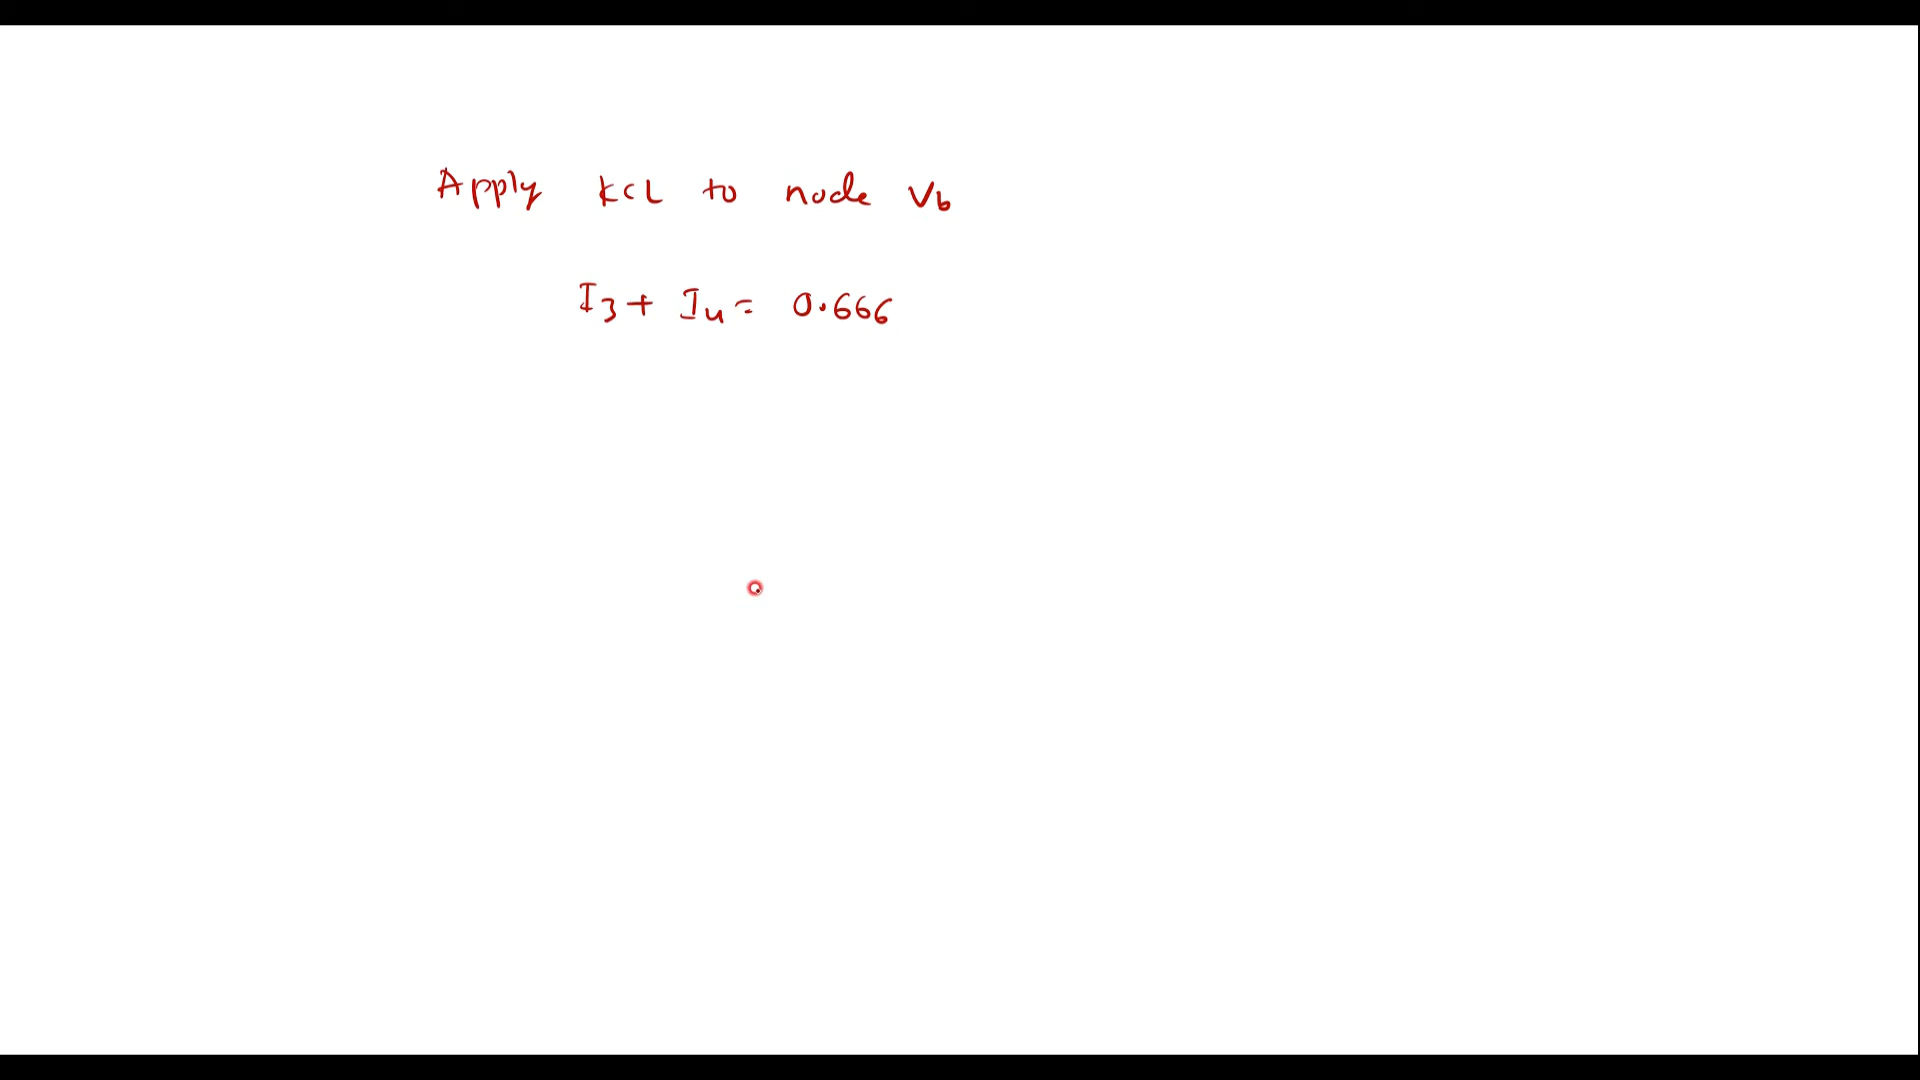 Apply KCL to node Vb
I3 + I4 = 0.666